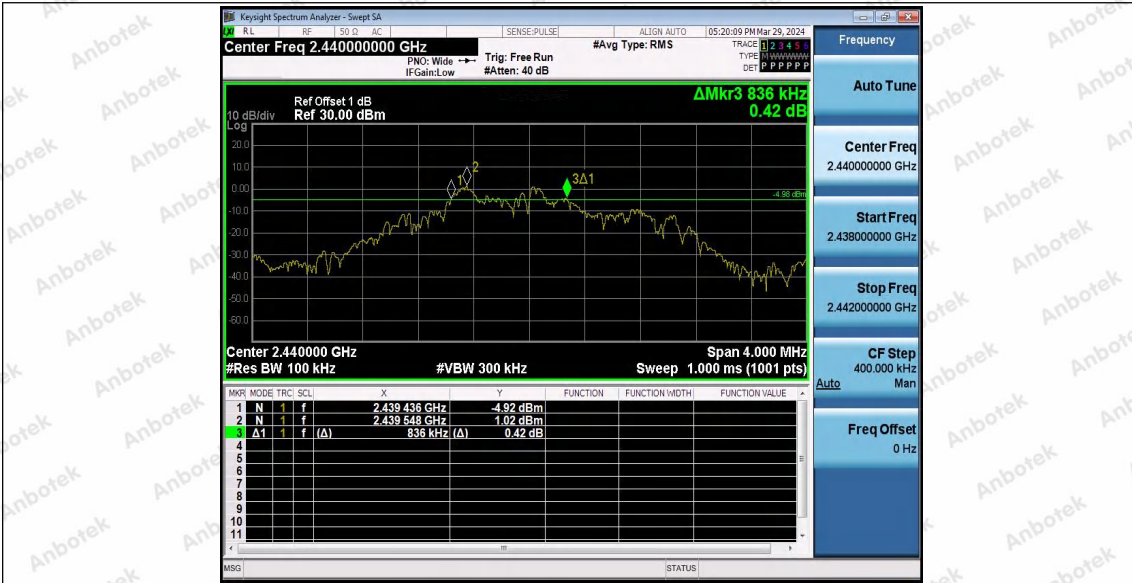 Keysight Spectrum Analyzer - Swept SA
LXI RL RF 50 Ω AC SENSE:PULSE ALIGN AUTO 05:20:09 PM Mar 29, 2024
Center Freq 2.440000000 GHz
PNO: Wide
IFGain:Low
Trig: Free Run
#Atten: 40 dB
#Avg Type: RMS
TRACE 1 2 3 4 5 6
TYPE M WWWWW
DET P P P P P P
Frequency
Auto Tune
Center Freq
2.440000000 GHz
Start Freq
2.438000000 GHz
Stop Freq
2.442000000 GHz
CF Step
400.000 kHz
Auto Man
Freq Offset
0 Hz
ΔMkr3 836 kHz
0.42 dB
Ref Offset 1 dB
10 dB/div Ref 30.00 dBm
Log
20.0
10.0
0.00
-10.0
-20.0
-30.0
-40.0
-50.0
-60.0
1
2
3Δ1
-4.98 dBm
Center 2.440000 GHz Span 4.000 MHz
#Res BW 100 kHz #VBW 300 kHz Sweep 1.000 ms (1001 pts)
MKR MODE TRC SCL X Y FUNCTION FUNCTION WIDTH FUNCTION VALUE
1 N 1 f 2.439 436 GHz -4.92 dBm
2 N 1 f 2.439 548 GHz 1.02 dBm
3 Δ1 1 f (Δ) 836 kHz (Δ) 0.42 dB
4
5
6
7
8
9
10
11
MSG STATUS
Anbotek